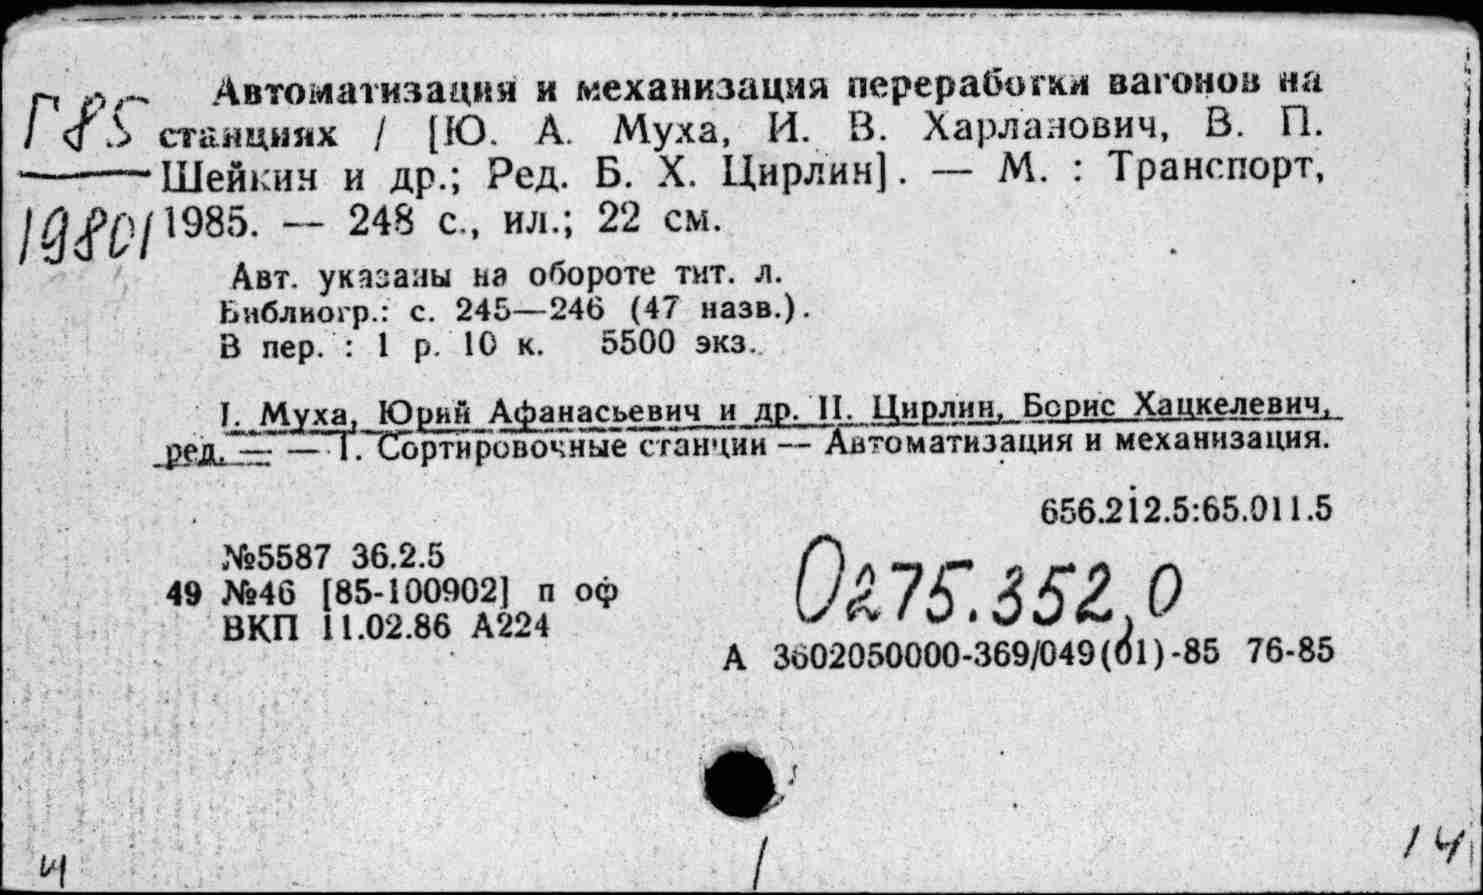 Г85
19801
Автоматизация и механизация переработки вагонов на
станциях / [Ю. А. Муха, И. В. Харланович, В. П.
Шейкин и др.; Ред. Б. Х. Цирлин]. — М. : Транспорт,
1985. — 248 с., ил.; 22 см.
Авт. указаны на обороте тит. л.
Библиогр.: с. 245—246 (47 назв.).
В пер. : 1 р. 10 к. 5500 экз.
I. Муха, Юрий Афанасьевич и др. II. Цирлин, Борис Хацкелевич,
ред. — — 1. Сортировочные станции — Автоматизация и механизация.
656.212.5:65.011.5
№5587 36.2.5
49 №46 [85-100902] п оф
ВКП 11.02.86 А224
О275.352,0
А 3602050000-369/049(01)-85 76-85
14